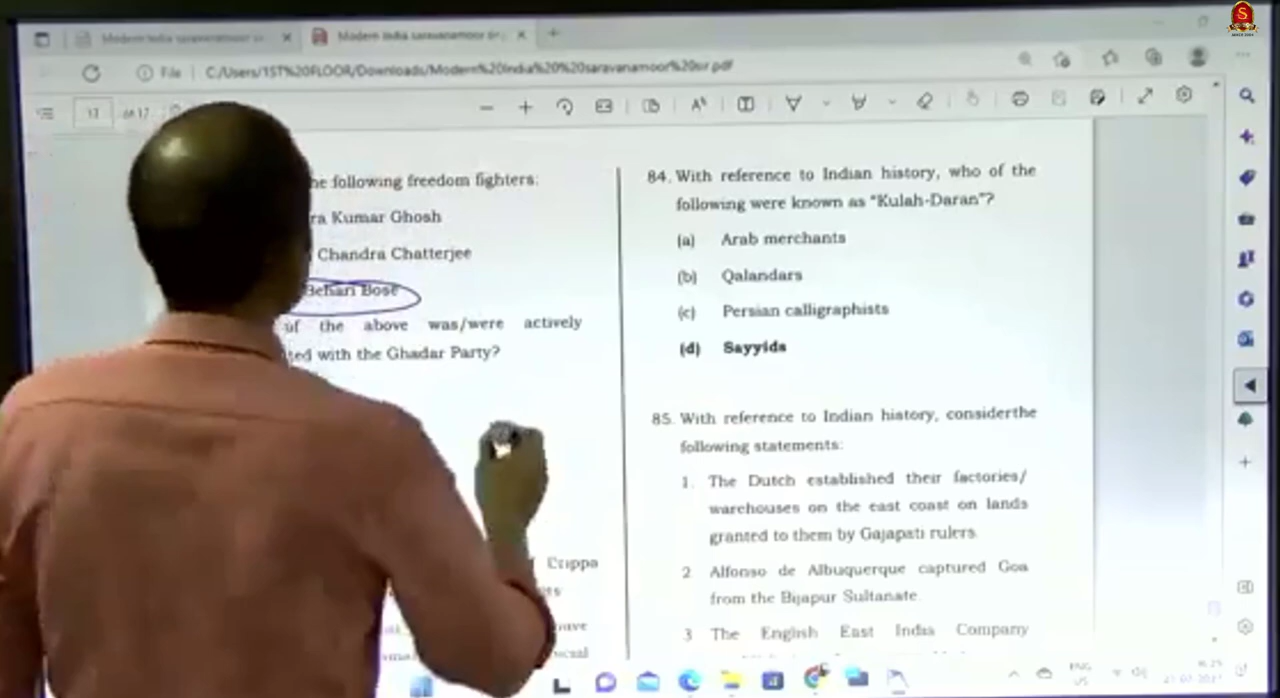 Modern India saravanamoor
Modern India saravanamoor
File C:/Users/1ST%20FLOOR/Downloads/Modern%20India%20%20saravanamoor%20sir.pdf
of 17
he following freedom fighters:
ra Kumar Ghosh
Chandra Chatterjee
Behari Bose
of the above was/were actively
ted with the Ghadar Party?
Cripps
84. With reference to Indian history, who of the
following were known as “Kulah-Daran”?
(a) Arab merchants
(b) Qalandars
(c) Persian calligraphists
(d) Sayyids
85. With reference to Indian history, considerthe
following statements:
1. The Dutch established their factories/
warehouses on the east coast on lands
granted to them by Gajapati rulers.
2. Alfonso de Albuquerque captured Goa
from the Bijapur Sultanate.
3 The English East India Company
ENG
US
S